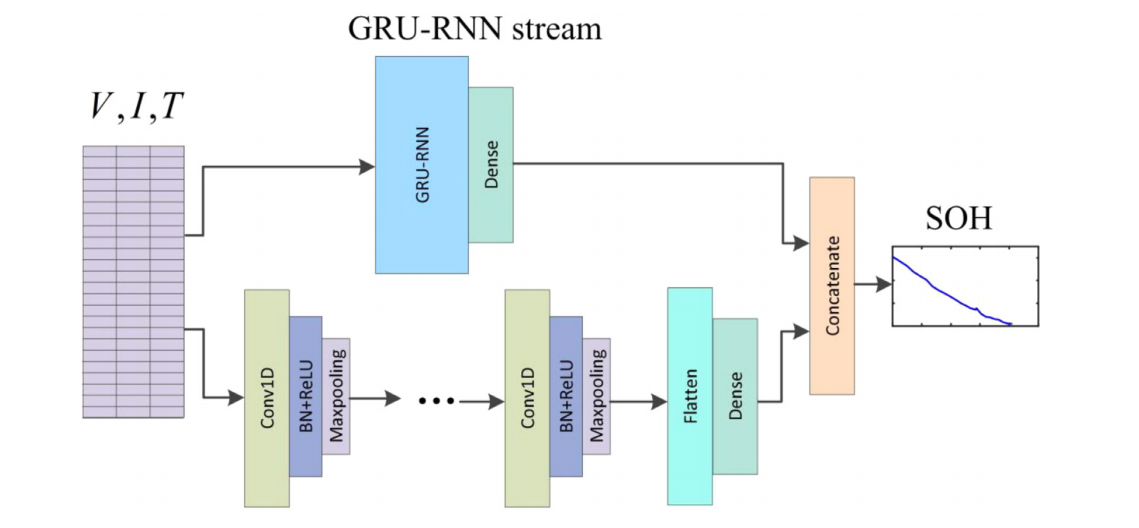 GRU-RNN stream
V, I, T
GRU-RNN
Dense
SOH
Concatenate
Conv1D
BN+ReLU
Maxpooling
•••
Conv1D
BN+ReLU
Maxpooling
Flatten
Dense